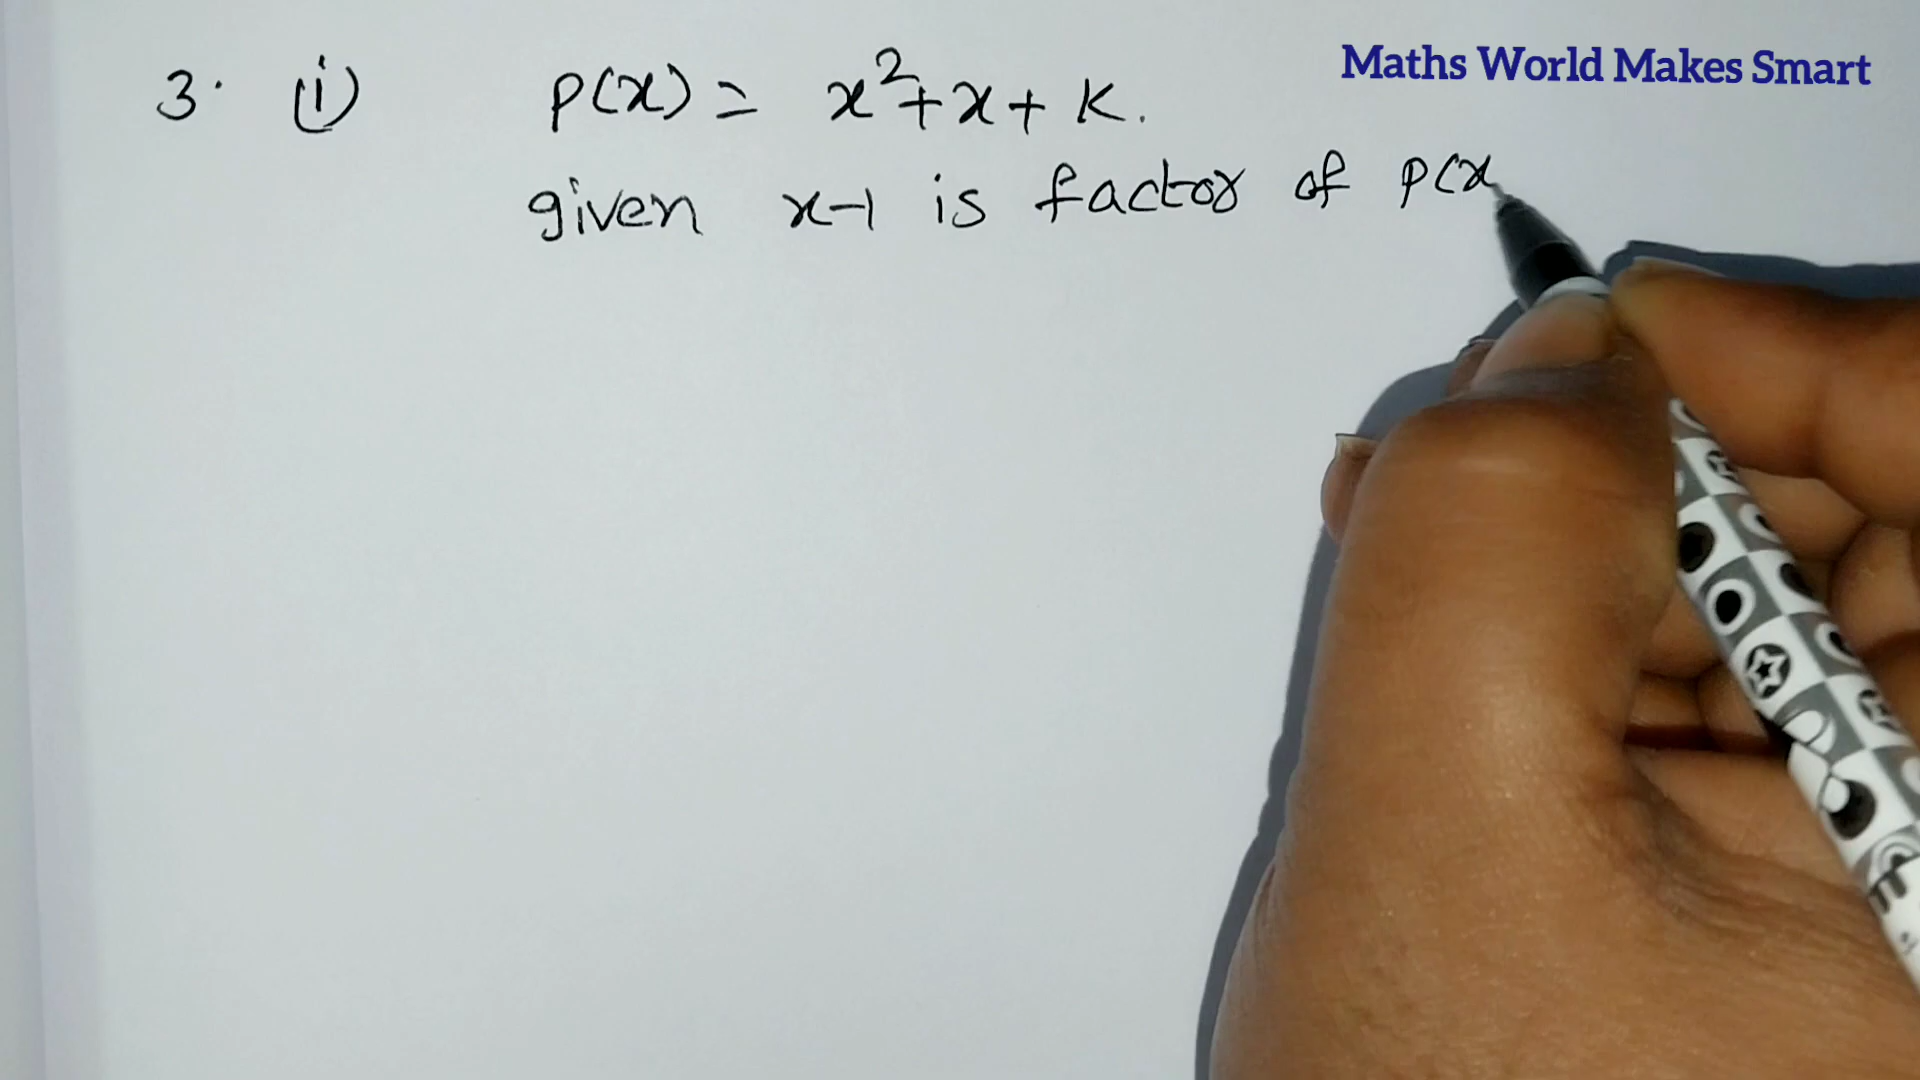 Maths World Makes Smart
3. (i) P(x) = x²+x+k.
given x-1 is factor of P(x